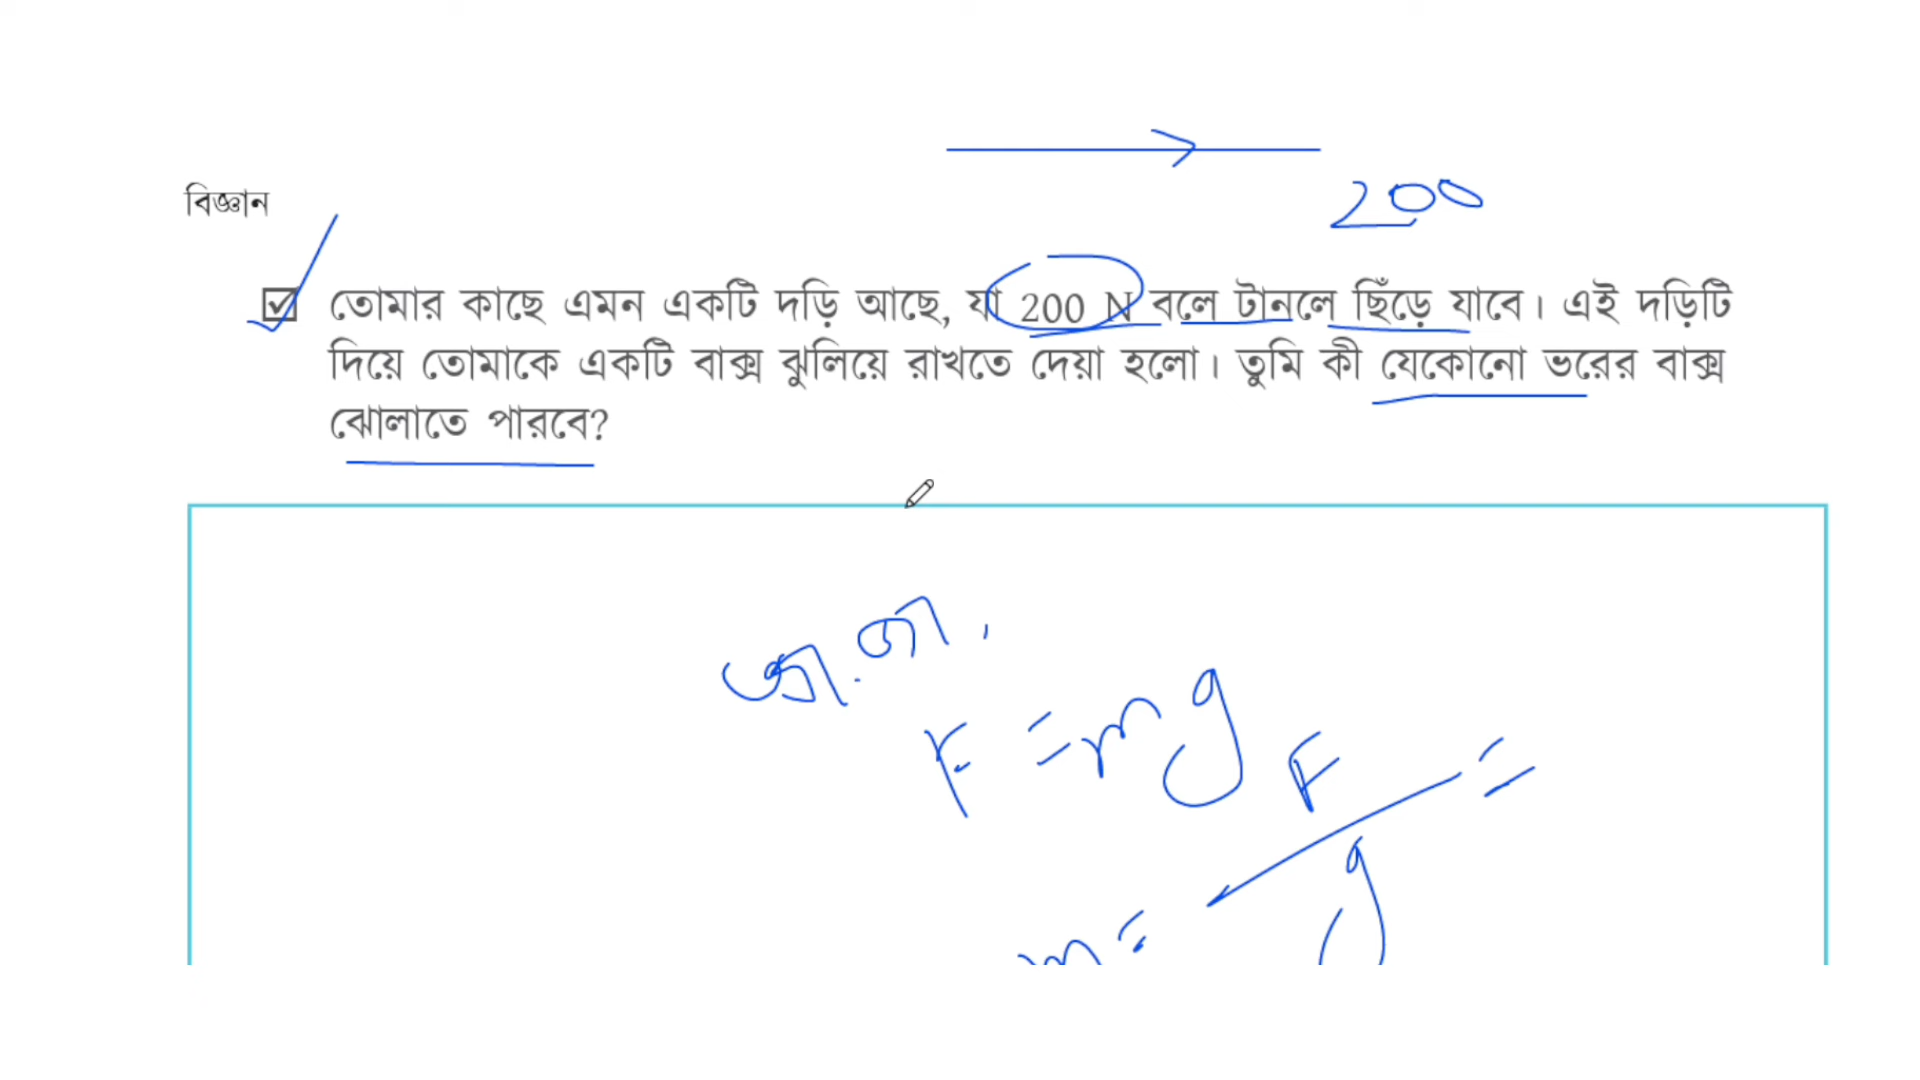 200
বিজ্ঞান
তোমার কাছে এমন একটি দড়ি আছে, যা 200 N বলে টানলে ছিঁড়ে যাবে। এই দড়িটি
দিয়ে তোমাকে একটি বাক্স ঝুলিয়ে রাখতে দেয়া হলো। তুমি কী যেকোনো ভরের বাক্স
ঝোলাতে পারবে?
F = mg
m = F/g =